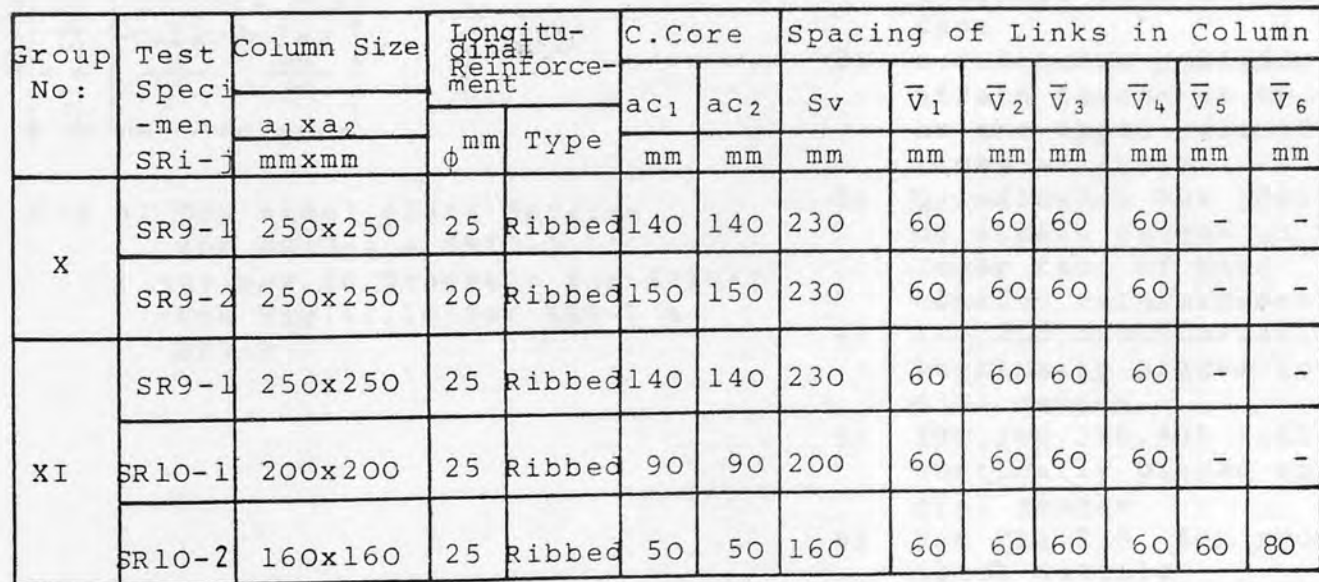 Group No: Test Speci -men SRi-j Column Size a₁xa₂ mmxmm Longitu- dinal Reinforce- ment ϕmm Type C.Core ac₁ mm ac₂ mm Spacing of Links in Column Sv mm V̅₁ mm V̅₂ mm V̅₃ mm V̅₄ mm V̅₅ mm V̅₆ mm
X
SR9-1 250x250 25 Ribbed 140 140 230 60 60 60 60 - -
SR9-2 250x250 20 Ribbed 150 150 230 60 60 60 60 - -
XI
SR9-1 250x250 25 Ribbed 140 140 230 60 60 60 60 - -
SR10-1 200x200 25 Ribbed 90 90 200 60 60 60 60 - -
SR10-2 160x160 25 Ribbed 50 50 160 60 60 60 60 60 80